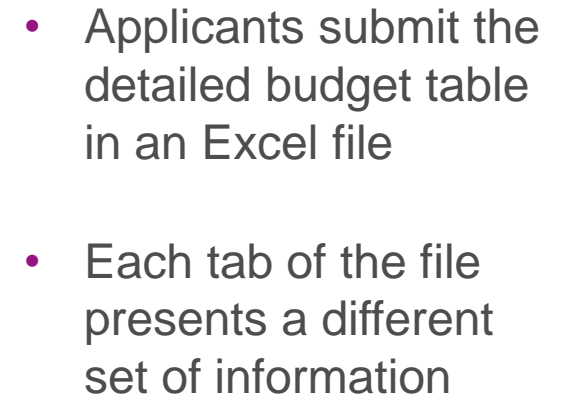 • Applicants submit the
detailed budget table
in an Excel file
• Each tab of the file
presents a different
set of information